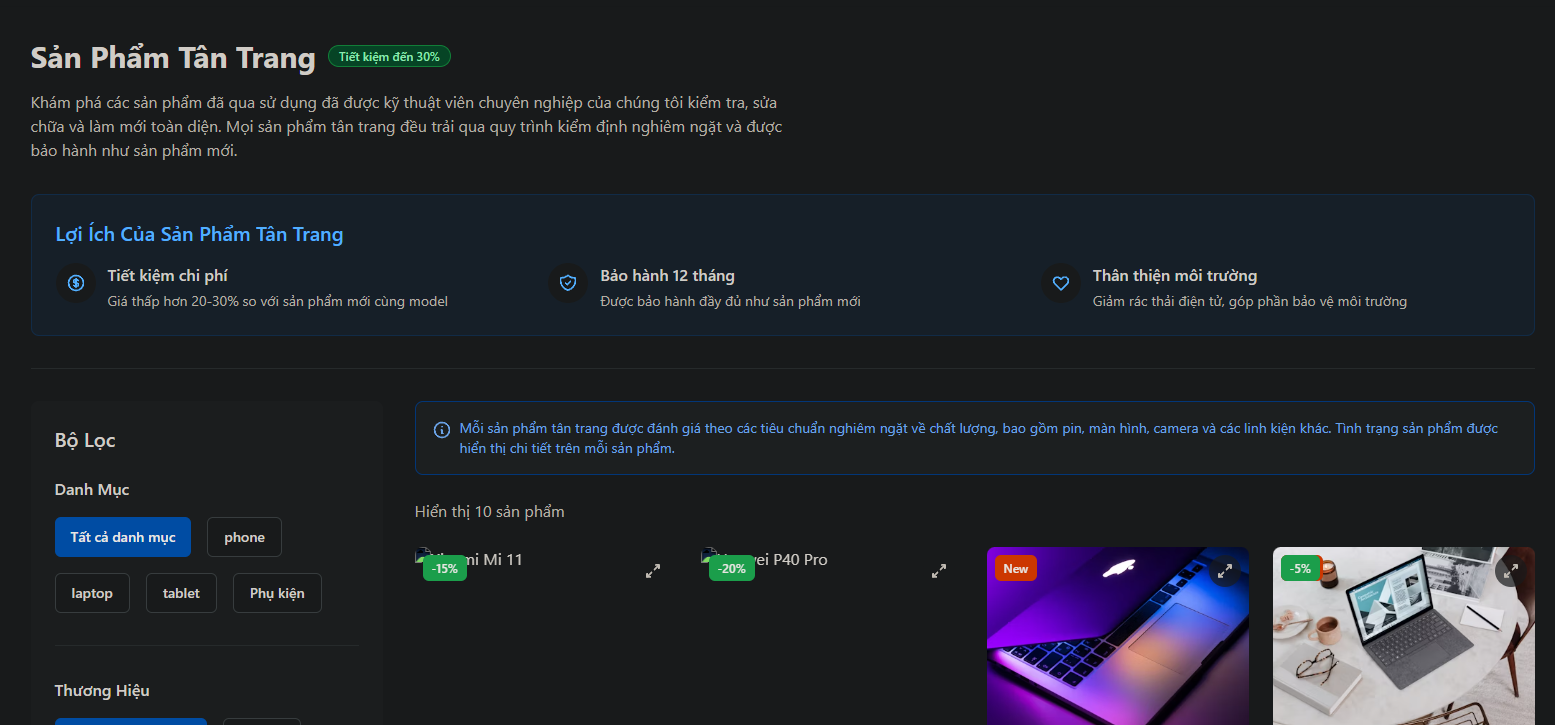 Sản Phẩm Tân Trang
Tiết kiệm đến 30%
Khám phá các sản phẩm đã qua sử dụng đã được kỹ thuật viên chuyên nghiệp của chúng tôi kiểm tra, sửa
chữa và làm mới toàn diện. Mọi sản phẩm tân trang đều trải qua quy trình kiểm định nghiêm ngặt và được
bảo hành như sản phẩm mới.
Lợi Ích Của Sản Phẩm Tân Trang
Tiết kiệm chi phí
Giá thấp hơn 20-30% so với sản phẩm mới cùng model
Bảo hành 12 tháng
Được bảo hành đầy đủ như sản phẩm mới
Thân thiện môi trường
Giảm rác thải điện tử, góp phần bảo vệ môi trường
Bộ Lọc
Danh Mục
Tất cả danh mục
phone
laptop
tablet
Phụ kiện
Thương Hiệu
Mỗi sản phẩm tân trang được đánh giá theo các tiêu chuẩn nghiêm ngặt về chất lượng, bao gồm pin, màn hình, camera và các linh kiện khác. Tình trạng sản phẩm được
hiển thị chi tiết trên mỗi sản phẩm.
Hiển thị 10 sản phẩm
-15%
Mi 11
-20%
P40 Pro
New
-5%